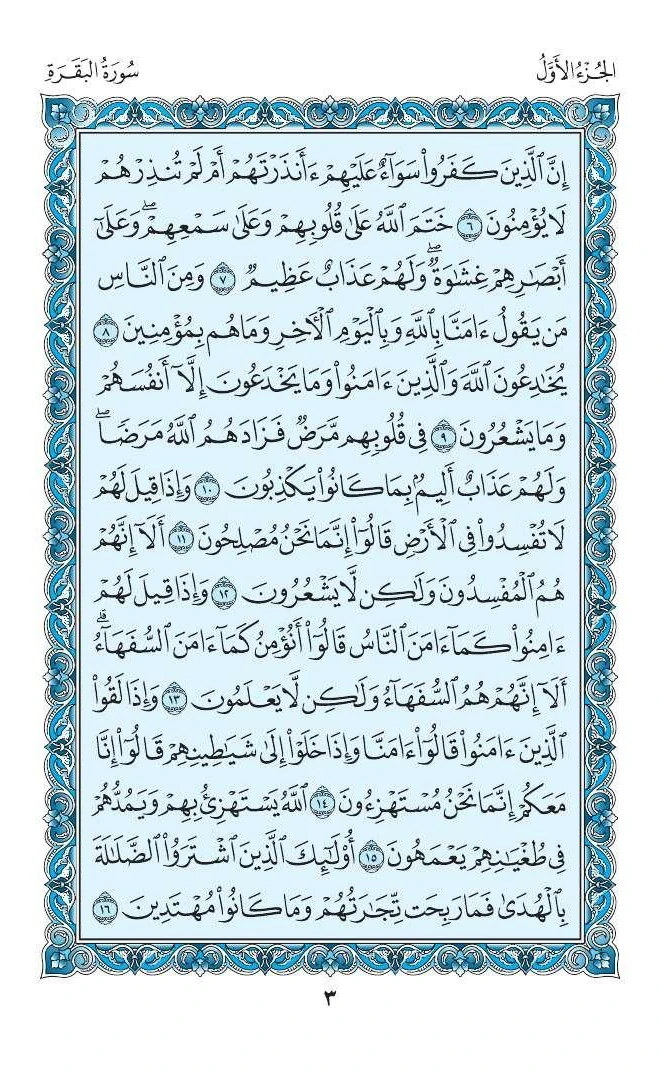 الجُزْءُ الأَوَّلُ
سُورَةُ البَقَرَةِ
إِنَّ ٱلَّذِينَ كَفَرُوا۟ سَوَآءٌ عَلَيْهِمْ ءَأَنذَرْتَهُمْ أَمْ لَمْ تُنذِرْهُمْ
لَا يُؤْمِنُونَ ٦ خَتَمَ ٱللَّهُ عَلَىٰ قُلُوبِهِمْ وَعَلَىٰ سَمْعِهِمْ ۖ وَعَلَىٰٓ
أَبْصَٰرِهِمْ غِشَٰوَةٌ ۖ وَلَهُمْ عَذَابٌ عَظِيمٌ ٧ وَمِنَ ٱلنَّاسِ
مَن يَقُولُ ءَامَنَّا بِٱللَّهِ وَبِٱلْيَوْمِ ٱلْءَاخِرِ وَمَا هُم بِمُؤْمِنِينَ ٨
يُخَٰدِعُونَ ٱللَّهَ وَٱلَّذِينَ ءَامَنُوا۟ وَمَا يَخْدَعُونَ إِلَّآ أَنفُسَهُمْ
وَمَا يَشْعُرُونَ ٩ فِى قُلُوبِهِم مَّرَضٌ فَزَادَهُمُ ٱللَّهُ مَرَضًا ۖ
وَلَهُمْ عَذَابٌ أَلِيمٌۢ بِمَا كَانُوا۟ يَكْذِبُونَ ١٠ وَإِذَا قِيلَ لَهُمْ
لَا تُفْسِدُوا۟ فِى ٱلْأَرْضِ قَالُوٓا۟ إِنَّمَا نَحْنُ مُصْلِحُونَ ١١ أَلَآ إِنَّهُمْ
هُمُ ٱلْمُفْسِدُونَ وَلَٰكِن لَّا يَشْعُرُونَ ١٢ وَإِذَا قِيلَ لَهُمْ
ءَامِنُوا۟ كَمَآ ءَامَنَ ٱلنَّاسُ قَالُوٓا۟ أَنُؤْمِنُ كَمَآ ءَامَنَ ٱلسُّفَهَآءُ ۗ
أَلَآ إِنَّهُمْ هُمُ ٱلسُّفَهَآءُ وَلَٰكِن لَّا يَعْلَمُونَ ١٣ وَإِذَا لَقُوا۟
ٱلَّذِينَ ءَامَنُوا۟ قَالُوٓا۟ ءَامَنَّا وَإِذَا خَلَوْا۟ إِلَىٰ شَيَٰطِينِهِمْ قَالُوٓا۟ إِنَّا
مَعَكُمْ إِنَّمَا نَحْنُ مُسْتَهْزِءُونَ ١٤ ٱللَّهُ يَسْتَهْزِئُ بِهِمْ وَيَمُدُّهُمْ
فِى طُغْيَٰنِهِمْ يَعْمَهُونَ ١٥ أُو۟لَٰٓئِكَ ٱلَّذِينَ ٱشْتَرَوُا۟ ٱلضَّلَٰلَةَ
بِٱلْهُدَىٰ فَمَا رَبِحَت تِّجَٰرَتُهُمْ وَمَا كَانُوا۟ مُهْتَدِينَ ١٦
٣